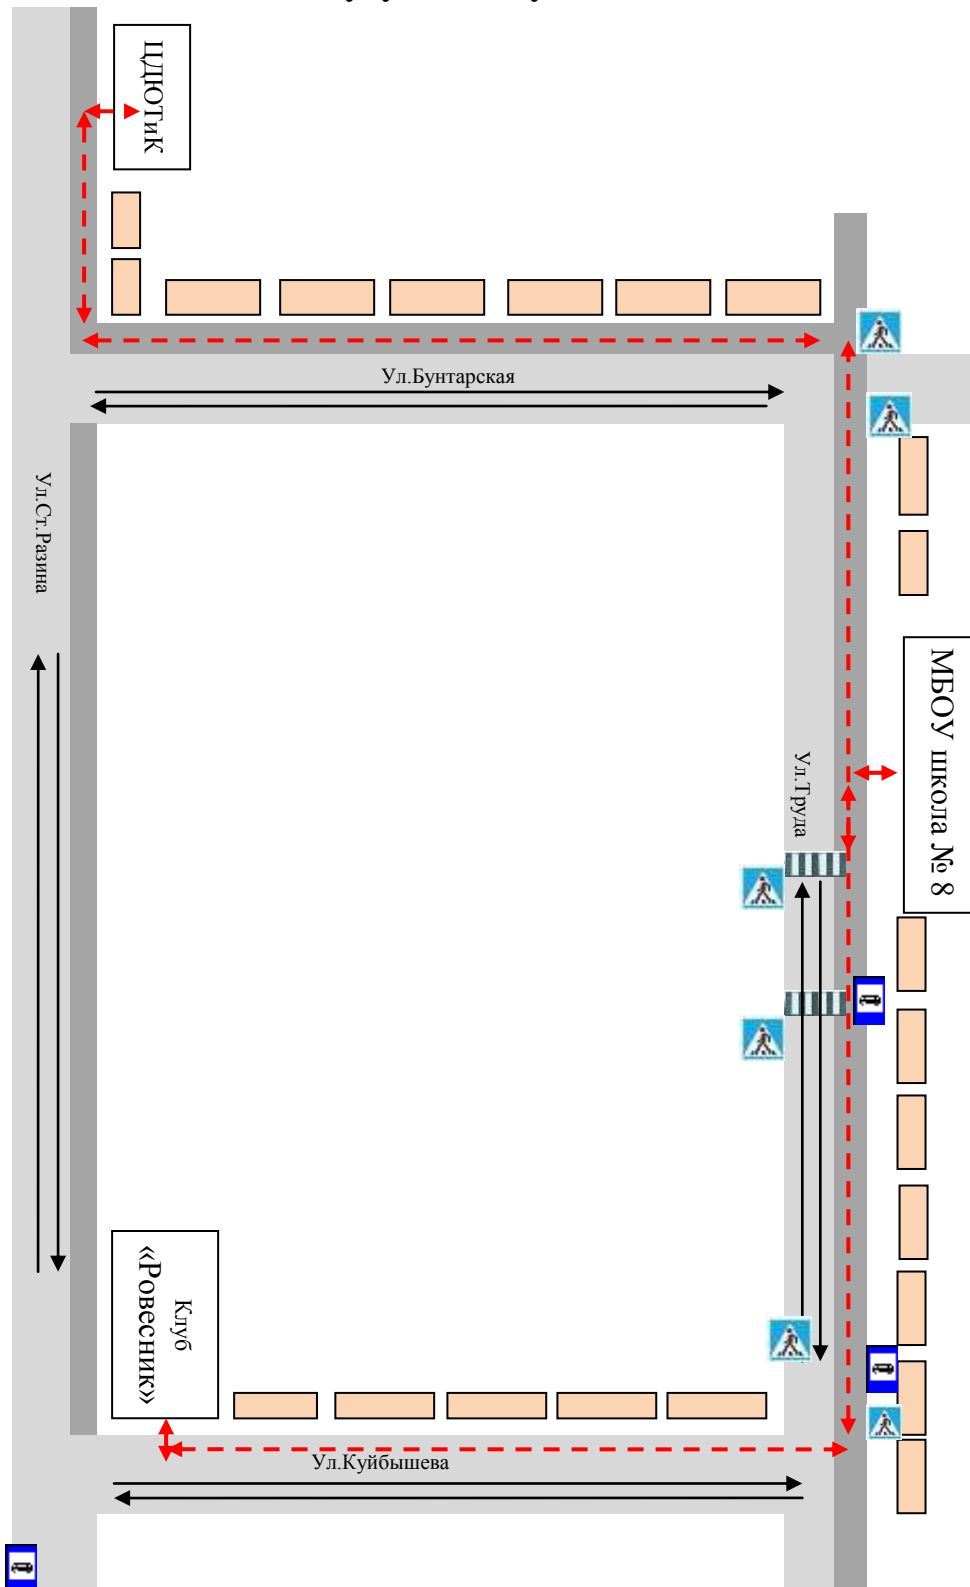 ЦДЮТиК
Ул.Бунтарская
Ул.Ст.Разина
МБОУ школа № 8
Ул.Труда
Клуб
«Ровесник»
Ул.Куйбышева